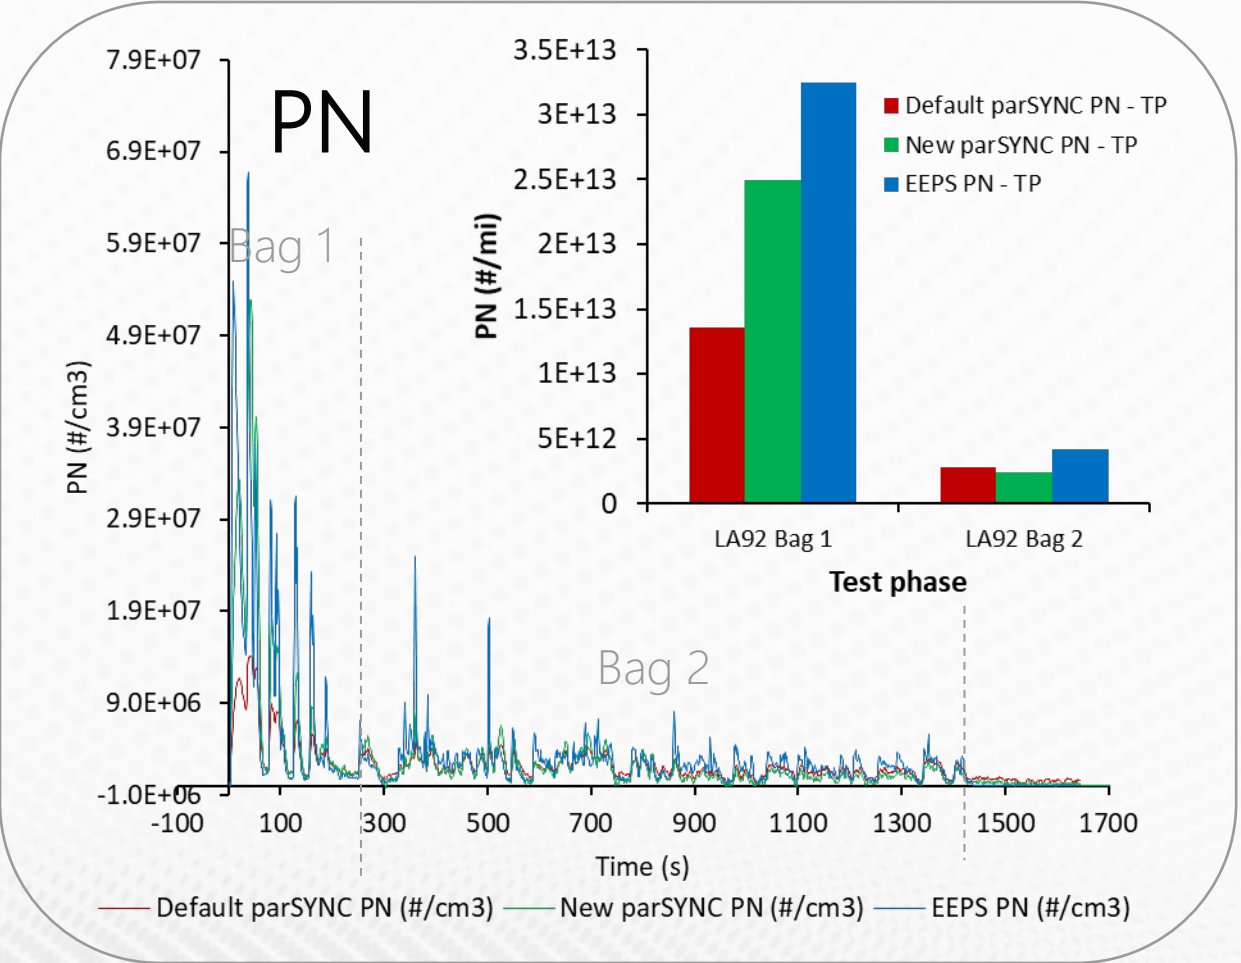 PN
Bag 1
PN (#/cm3)
7.9E+07
6.9E+07
5.9E+07
4.9E+07
3.9E+07
2.9E+07
1.9E+07
9.0E+06
-1.0E+06
-100 100 300 500 700 900 1100 1300 1500 1700
Time (s)
Bag 2
PN (#/mi)
3.5E+13
3E+13
2.5E+13
2E+13
1.5E+13
1E+13
5E+12
0
LA92 Bag 1 LA92 Bag 2
Test phase
Default parSYNC PN - TP
New parSYNC PN - TP
EEPS PN - TP
Default parSYNC PN (#/cm3) New parSYNC PN (#/cm3) EEPS PN (#/cm3)